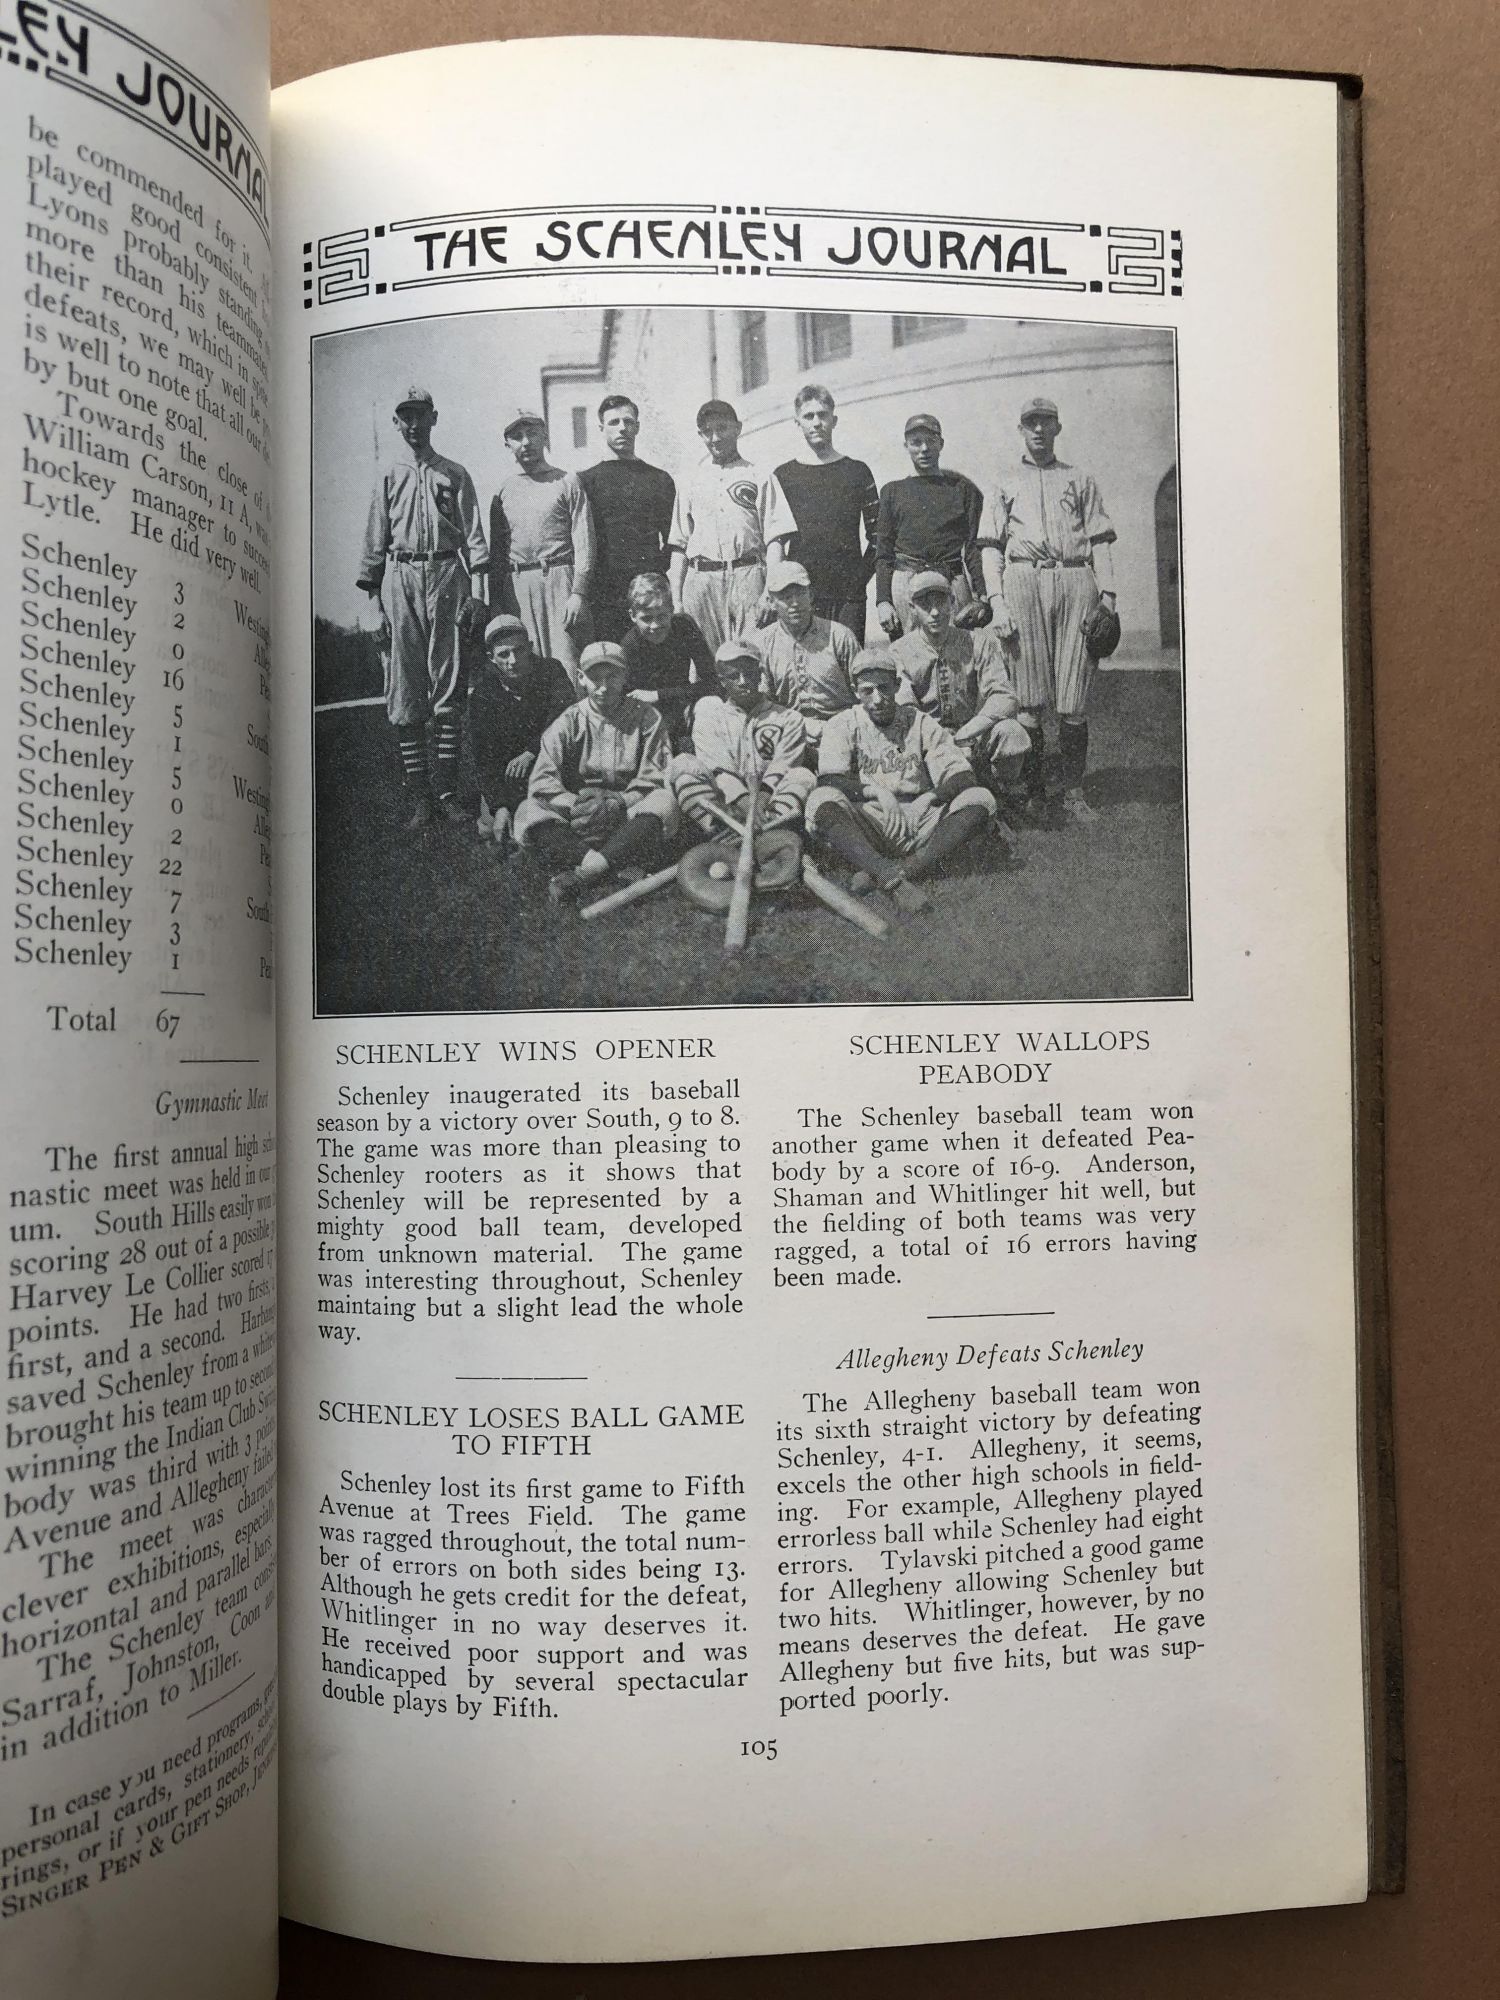 LEY JOURNAL
be commended for it.
played good consistent
Lyons probably standing
more than his teammates
their record, which in spite
defeats, we may well be
is well to note that all our
by but one goal.
Towards the close of
William Carson, 11 A, was
hockey manager to succeed
Lytle. He did very well.
Schenley 3
Schenley 2
Schenley 0
Schenley 16
Schenley 5
Schenley 1
Schenley 5
Schenley 0
Schenley 2
Schenley 22
Schenley 7
Schenley 3
Schenley 1
Total 67
Gymnastic Meet
The first annual high
nastic meet was held in our
um. South Hills easily won
scoring 28 out of a possible
Harvey Le Collier scored 17
points. He had two firsts,
first, and a second.
saved Schenley from a
brought his team up to second
winning the Indian Club
body was third with 3 points
Avenue and Allegheny failed
The meet was
clever exhibitions, especially
horizontal and parallel bars.
The Schenley team
Sarraf, Johnston, Coon and
in addition to Miller.
In case you need programs,
personal cards, stationery,
rings, or if your pen needs
SINGER PEN & GIFT SHOP,
THE SCHENLEY JOURNAL
SCHENLEY WINS OPENER
Schenley inaugerated its baseball
season by a victory over South, 9 to 8.
The game was more than pleasing to
Schenley rooters as it shows that
Schenley will be represented by a
mighty good ball team, developed
from unknown material. The game
was interesting throughout, Schenley
maintaing but a slight lead the whole
way.
SCHENLEY LOSES BALL GAME
TO FIFTH
Schenley lost its first game to Fifth
Avenue at Trees Field. The game
was ragged throughout, the total num-
ber of errors on both sides being 13.
Although he gets credit for the defeat,
Whitlinger in no way deserves it.
He received poor support and was
handicapped by several spectacular
double plays by Fifth.
SCHENLEY WALLOPS
PEABODY
The Schenley baseball team won
another game when it defeated Pea-
body by a score of 16-9. Anderson,
Shaman and Whitlinger hit well, but
the fielding of both teams was very
ragged, a total of 16 errors having
been made.
Allegheny Defeats Schenley
The Allegheny baseball team won
its sixth straight victory by defeating
Schenley, 4-1. Allegheny, it seems,
excels the other high schools in field-
ing. For example, Allegheny played
errorless ball while Schenley had eight
errors. Tylavski pitched a good game
for Allegheny allowing Schenley but
two hits. Whitlinger, however, by no
means deserves the defeat. He gave
Allegheny but five hits, but was sup-
ported poorly.
105